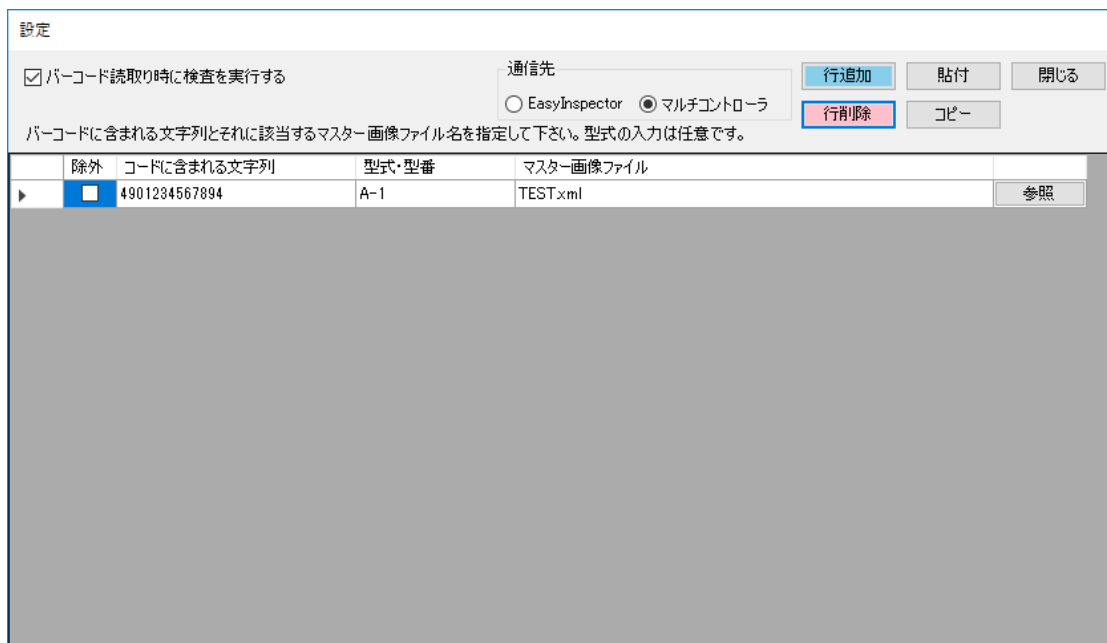 設定
バーコード読取り時に検査を実行する
通信先
EasyInspector マルチコントローラ
行追加 貼付 閉じる
行削除 コピー
バーコードに含まれる文字列とそれに該当するマスター画像ファイル名を指定して下さい。型式の入力は任意です。
除外 コードに含まれる文字列 型式・型番 マスター画像ファイル
4901234567894 A-1 TEST.xml 参照